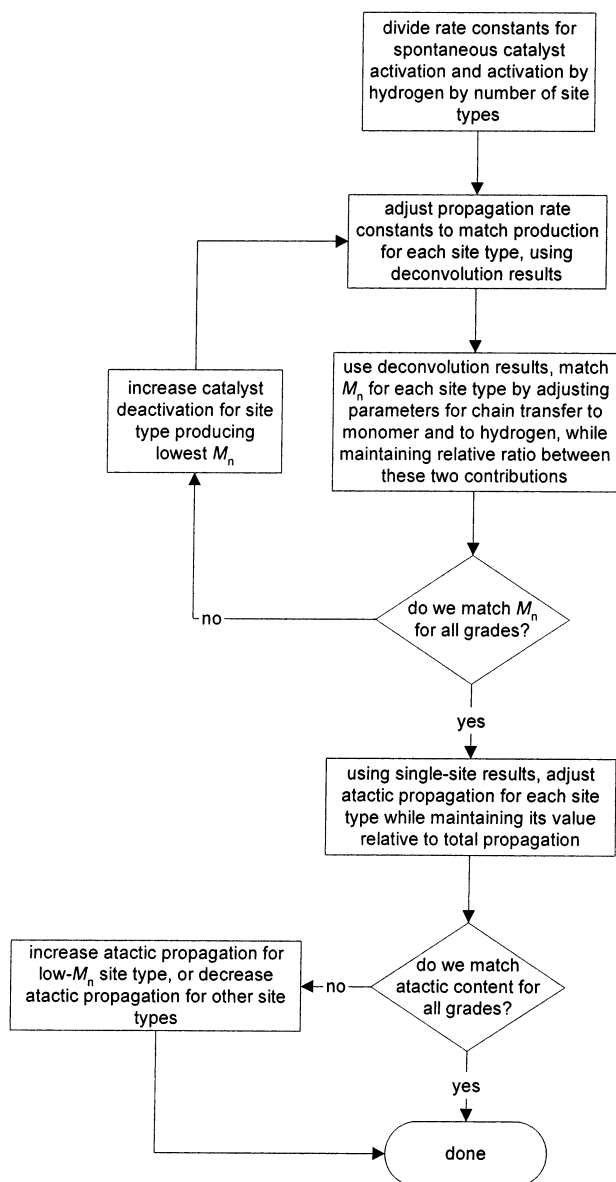 divide rate constants for
spontaneous catalyst
activation and activation by
hydrogen by number of site
types
adjust propagation rate
constants to match production
for each site type, using
deconvolution results
use deconvolution results, match
Mn for each site type by adjusting
parameters for chain transfer to
monomer and to hydrogen, while
maintaining relative ratio between
these two contributions
increase catalyst
deactivation for site
type producing
lowest Mn
do we match Mn
for all grades?
no
yes
using single-site results, adjust
atactic propagation for each site
type while maintaining its value
relative to total propagation
do we match
atactic content for
all grades?
no
increase atactic propagation for
low-Mn site type, or decrease
atactic propagation for other site
types
yes
done